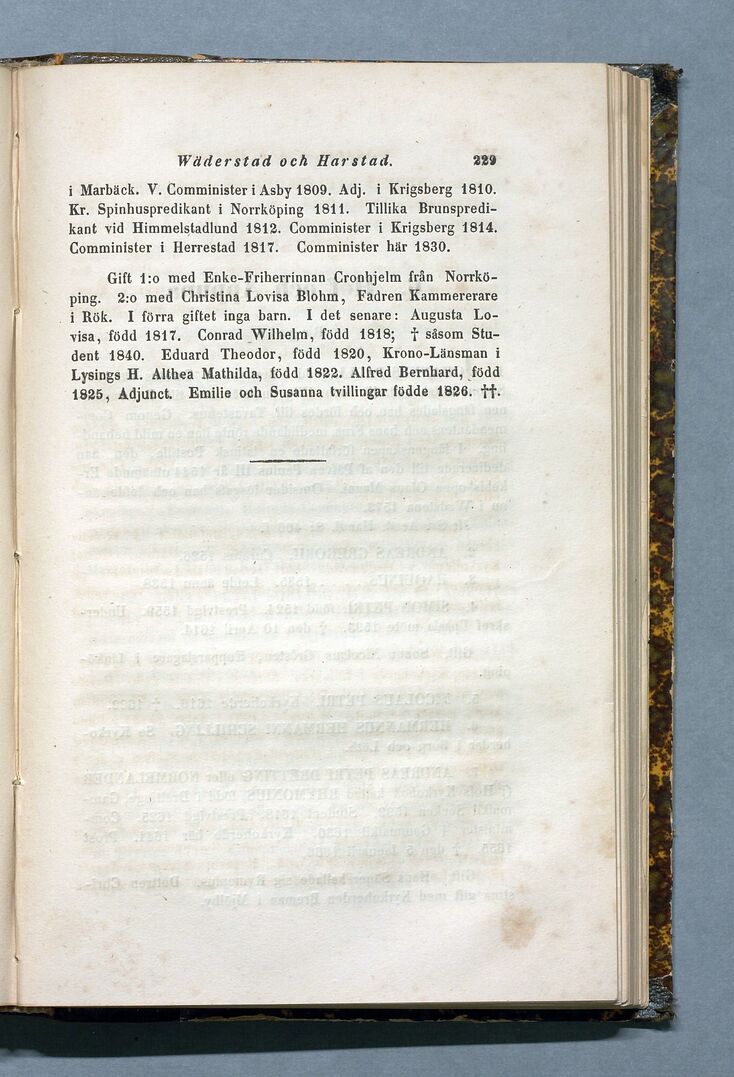 Wäderstad och Harstad. 229
i Marbäck. V. Comminister i Asby 1809. Adj. i Krigsberg 1810.
Kr. Spinhuspredikant i Norrköping 1811. Tillika Brunspredi-
kant vid Himmelstadlund 1812. Comminister i Krigsberg 1814.
Comminister i Herrestad 1817. Comminister här 1830.
Gift 1:o med Enke-Friherrinnan Cronhjelm från Norrkö-
ping. 2:o med Christina Lovisa Blohm, Fadren Kammererare
i Rök. I förra giftet inga barn. I det senare: Augusta Lo-
visa, född 1817. Conrad Wilhelm, född 1818; † såsom Stu-
dent 1840. Eduard Theodor, född 1820, Krono-Länsman i
Lysings H. Althea Mathilda, född 1822. Alfred Bernhard, född
1825, Adjunct. Emilie och Susanna tvillingar födde 1826. ††.